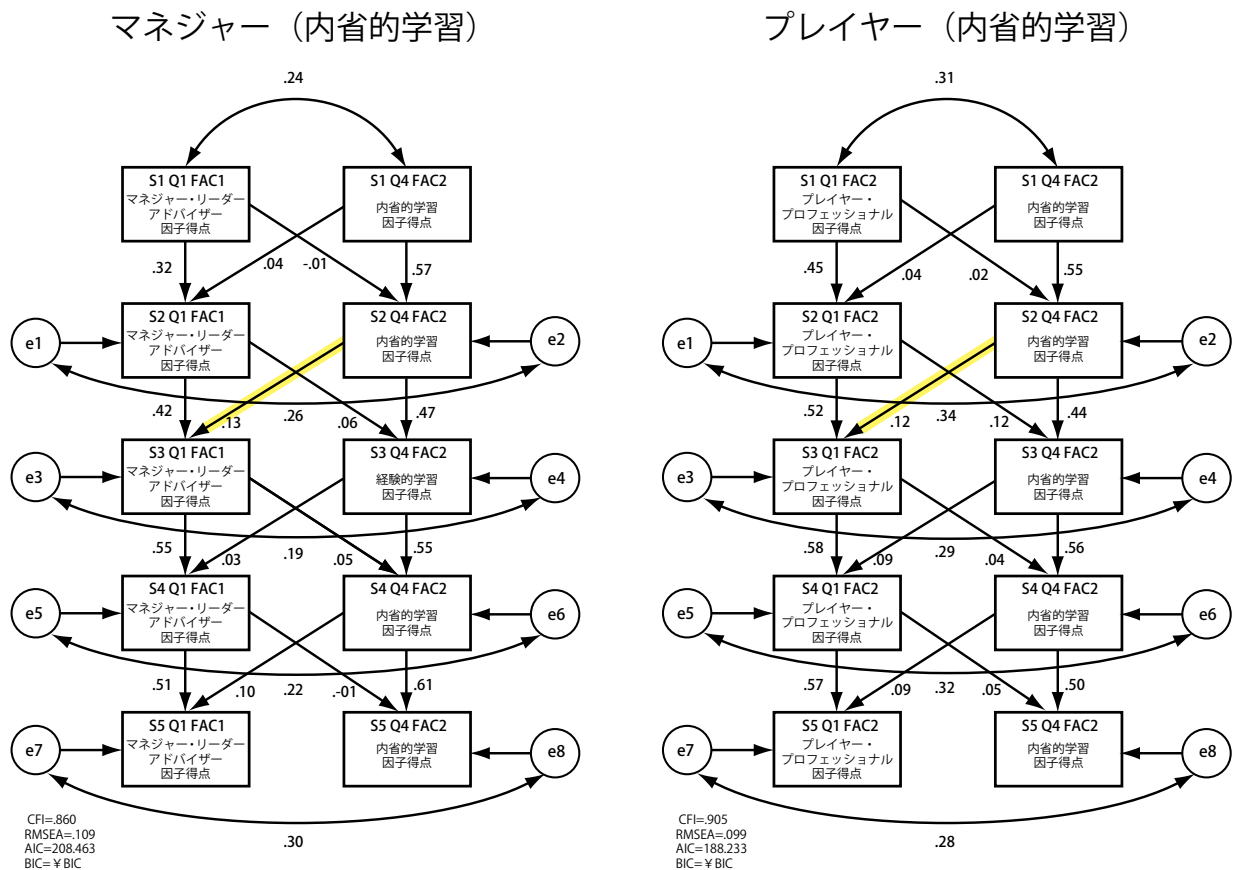 マネジャー（内省的学習）
.24
S1 Q1 FAC1
マネジャー・リーダー
アドバイザー
因子得点
S1 Q4 FAC2
内省的学習
因子得点
.32
.04
-.01
.57
S2 Q1 FAC1
マネジャー・リーダー
アドバイザー
因子得点
S2 Q4 FAC2
内省的学習
因子得点
e1
e2
.42
.13
.26
.06
.47
S3 Q1 FAC1
マネジャー・リーダー
アドバイザー
因子得点
S3 Q4 FAC2
経験的学習
因子得点
e3
e4
.55
.03
.19
.05
.55
S4 Q1 FAC1
マネジャー・リーダー
アドバイザー
因子得点
S4 Q4 FAC2
内省的学習
因子得点
e5
e6
.51
.10
.22
.-01
.61
S5 Q1 FAC1
マネジャー・リーダー
アドバイザー
因子得点
S5 Q4 FAC2
内省的学習
因子得点
e7
e8
.30
CFI=.860
RMSEA=.109
AIC=208.463
BIC=￥BIC
プレイヤー（内省的学習）
.31
S1 Q1 FAC2
プレイヤー・
プロフェッショナル
因子得点
S1 Q4 FAC2
内省的学習
因子得点
.45
.04
.02
.55
S2 Q1 FAC2
プレイヤー・
プロフェッショナル
因子得点
S2 Q4 FAC2
内省的学習
因子得点
e1
e2
.52
.12
.34
.12
.44
S3 Q1 FAC2
プレイヤー・
プロフェッショナル
因子得点
S3 Q4 FAC2
内省的学習
因子得点
e3
e4
.58
.09
.29
.04
.56
S4 Q1 FAC2
プレイヤー・
プロフェッショナル
因子得点
S4 Q4 FAC2
内省的学習
因子得点
e5
e6
.57
.09
.32
.05
.50
S5 Q1 FAC2
プレイヤー・
プロフェッショナル
因子得点
S5 Q4 FAC2
内省的学習
因子得点
e7
e8
.28
CFI=.905
RMSEA=.099
AIC=188.233
BIC=￥BIC